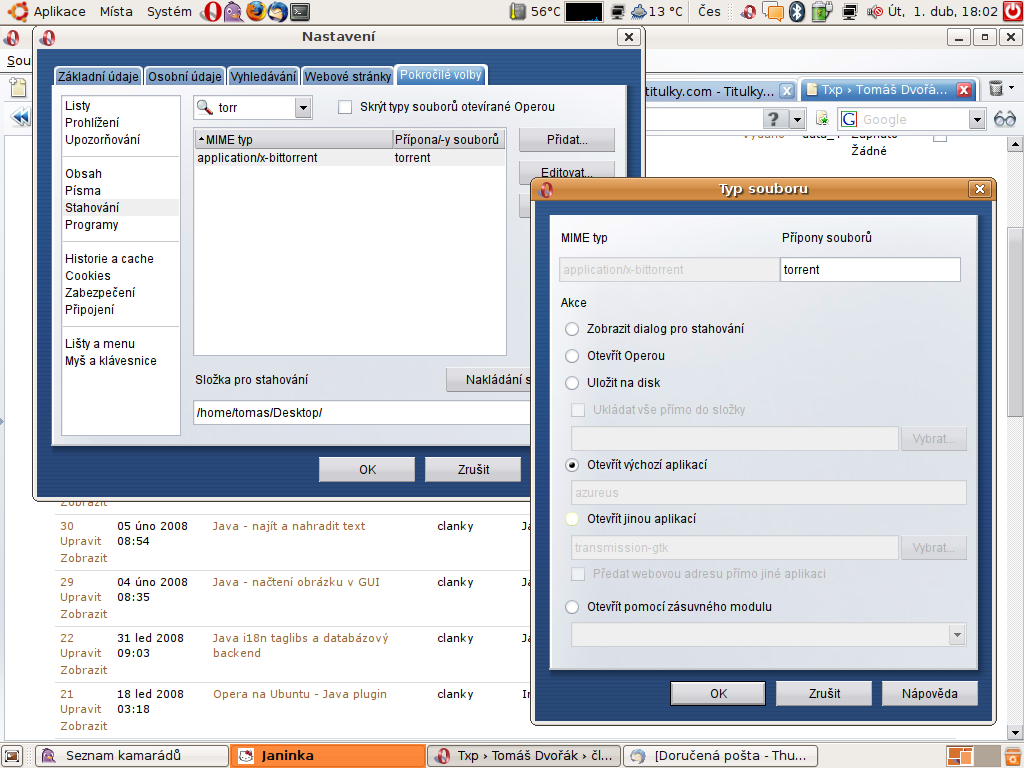 Aplikace Místa Systém 56°C 13 °C Čes Út, 1. dub, 18:02
Nastavení
Sou
Základní údaje Osobní údaje Vyhledávání Webové stránky Pokročilé volby
titulky.com - Titulky... Txp › Tomáš Dvořá...
Listy
Prohlížení
Upozorňování
Obsah
Písma
Stahování
Programy
Historie a cache
Cookies
Zabezpečení
Připojení
Lišty a menu
Myš a klávesnice
torr
Skrýt typy souborů otevírané Operou
MIME typ Přípona/-y souborů
application/x-bittorrent torrent
Přidat...
Editovat...
Složka pro stahování
/home/tomas/Desktop/
OK Zrušit
? Google
Žádné
Typ souboru
MIME typ Přípony souborů
application/x-bittorrent torrent
Akce
Zobrazit dialog pro stahování
Otevřít Operou
Uložit na disk
Ukládat vše přímo do složky
Vybrat...
Otevřít výchozí aplikací
azureus
Otevřít jinou aplikací
transmission-gtk Vybrat...
Předat webovou adresu přímo jiné aplikaci
Otevřít pomocí zásuvného modulu
OK Zrušit Nápověda
Zobrazit
30 05 úno 2008 Java - najít a nahradit text clanky
Upravit 08:54
Zobrazit
29 04 úno 2008 Java - načtení obrázku v GUI clanky
Upravit 08:35
Zobrazit
22 31 led 2008 Java i18n taglibs a databázový clanky
Upravit 09:03 backend
Zobrazit
21 18 led 2008 Opera na Ubuntu - Java plugin clanky
Upravit 03:18
Zobrazit
Seznam kamarádů Janinka Txp › Tomáš Dvořák › čl... [Doručená pošta - Thu...